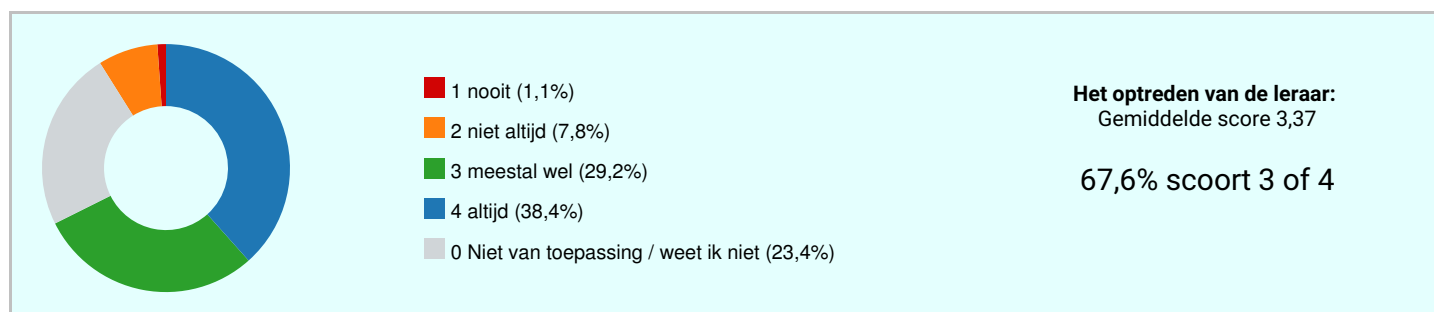 1 nooit (1,1%)
2 niet altijd (7,8%)
3 meestal wel (29,2%)
4 altijd (38,4%)
0 Niet van toepassing / weet ik niet (23,4%)
Het optreden van de leraar:
Gemiddelde score 3,37
67,6% scoort 3 of 4